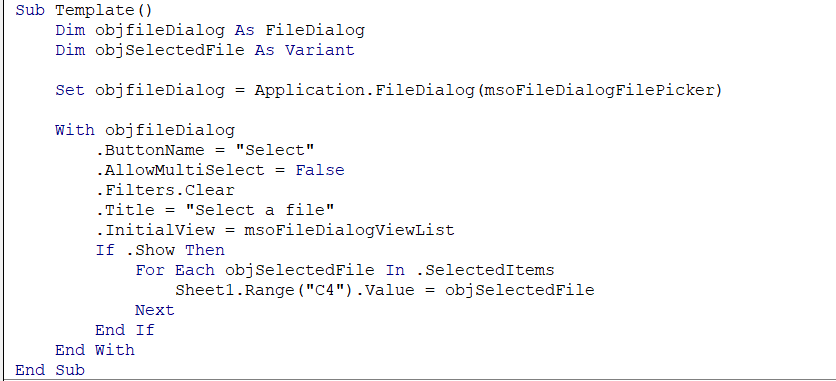 Sub Template()
    Dim objfileDialog As FileDialog
    Dim objSelectedFile As Variant

    Set objfileDialog = Application.FileDialog(msoFileDialogFilePicker)

    With objfileDialog
        .ButtonName = "Select"
        .AllowMultiSelect = False
        .Filters.Clear
        .Title = "Select a file"
        .InitialView = msoFileDialogViewList
        If .Show Then
            For Each objSelectedFile In .SelectedItems
                Sheet1.Range("C4").Value = objSelectedFile
            Next
        End If
    End With
End Sub